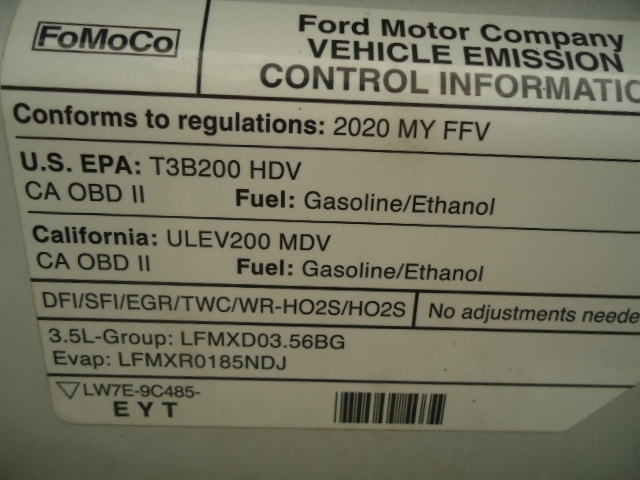 FoMoCo
Ford Motor Company
VEHICLE EMISSION
CONTROL INFORMATIO
Conforms to regulations: 2020 MY FFV
U.S. EPA: T3B200 HDV
CA OBD II Fuel: Gasoline/Ethanol
California: ULEV200 MDV
CA OBD II Fuel: Gasoline/Ethanol
DFI/SFI/EGR/TWC/WR-HO2S/HO2S No adjustments neede
3.5L-Group: LFMXD03.56BG
Evap: LFMXR0185NDJ
LW7E-9C485-
EYT